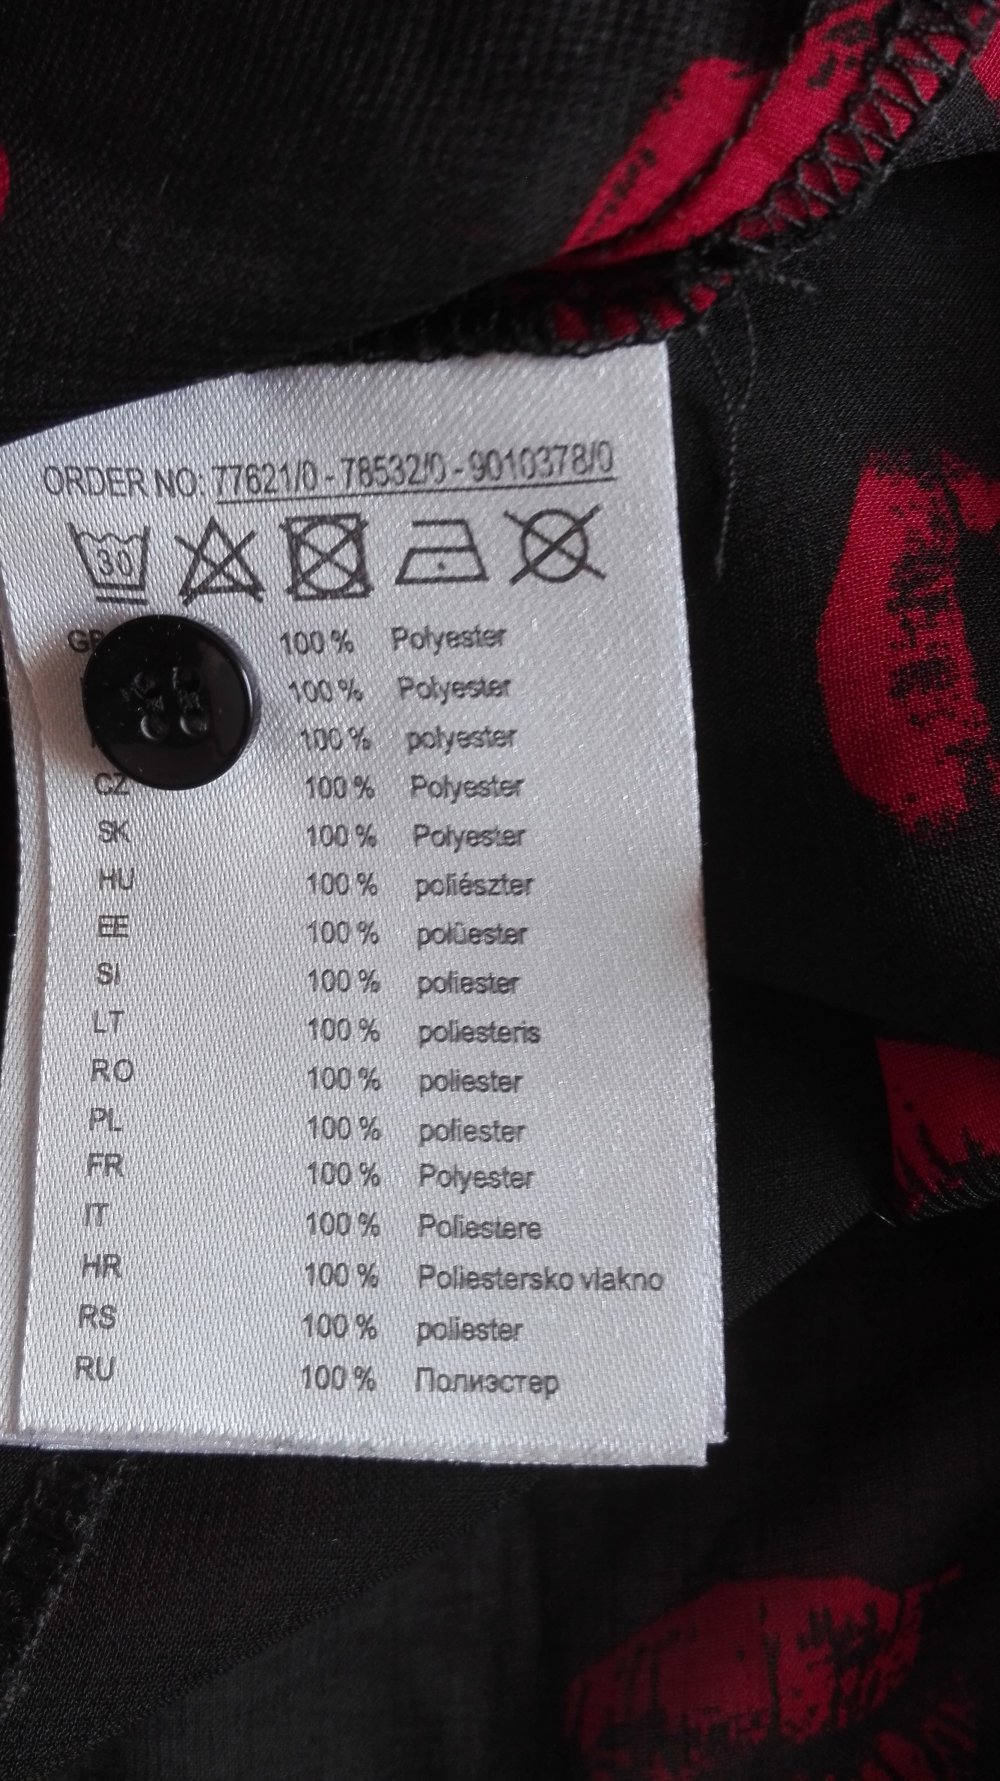 ORDER NO: 77621/0 - 78532/0 - 9010378/0
30
100 % Polyester
100 % Polyester
100 % polyester
CZ 100 % Polyester
SK 100 % Polyester
HU 100 % poliészter
EE 100 % polüester
SI 100 % poliester
LT 100 % poliesteris
RO 100 % poliester
PL 100 % poliester
FR 100 % Polyester
IT 100 % Poliestere
HR 100 % Poliestersko vlakno
RS 100 % poliester
RU 100 % Полиэстер